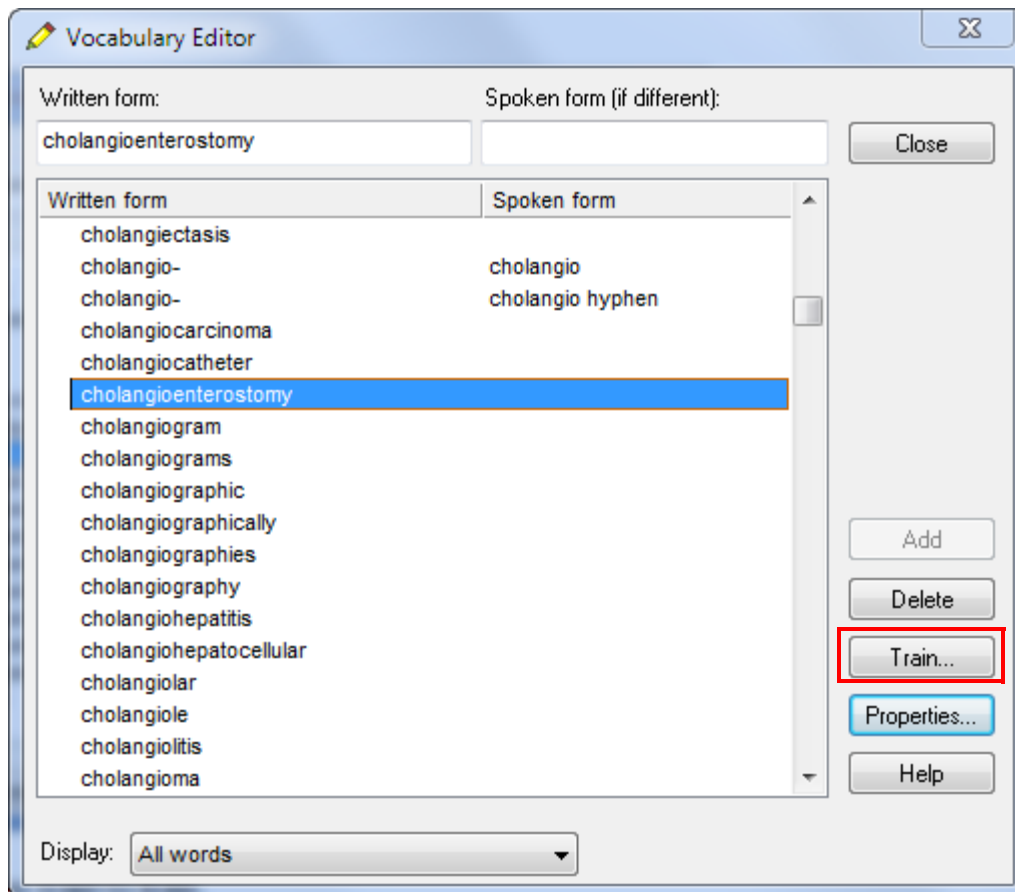 Vocabulary Editor
Written form: Spoken form (if different):
cholangioenterostomy Close
Written form Spoken form
cholangiectasis
cholangio- cholangio
cholangio- cholangio hyphen
cholangiocarcinoma
cholangiocatheter
cholangioenterostomy
cholangiogram
cholangiograms
cholangiographic
cholangiographically
cholangiographies
cholangiography
cholangiohepatitis
cholangiohepatocellular
cholangiolar
cholangiole
cholangiolitis
cholangioma
Add
Delete
Train...
Properties...
Help
Display: All words